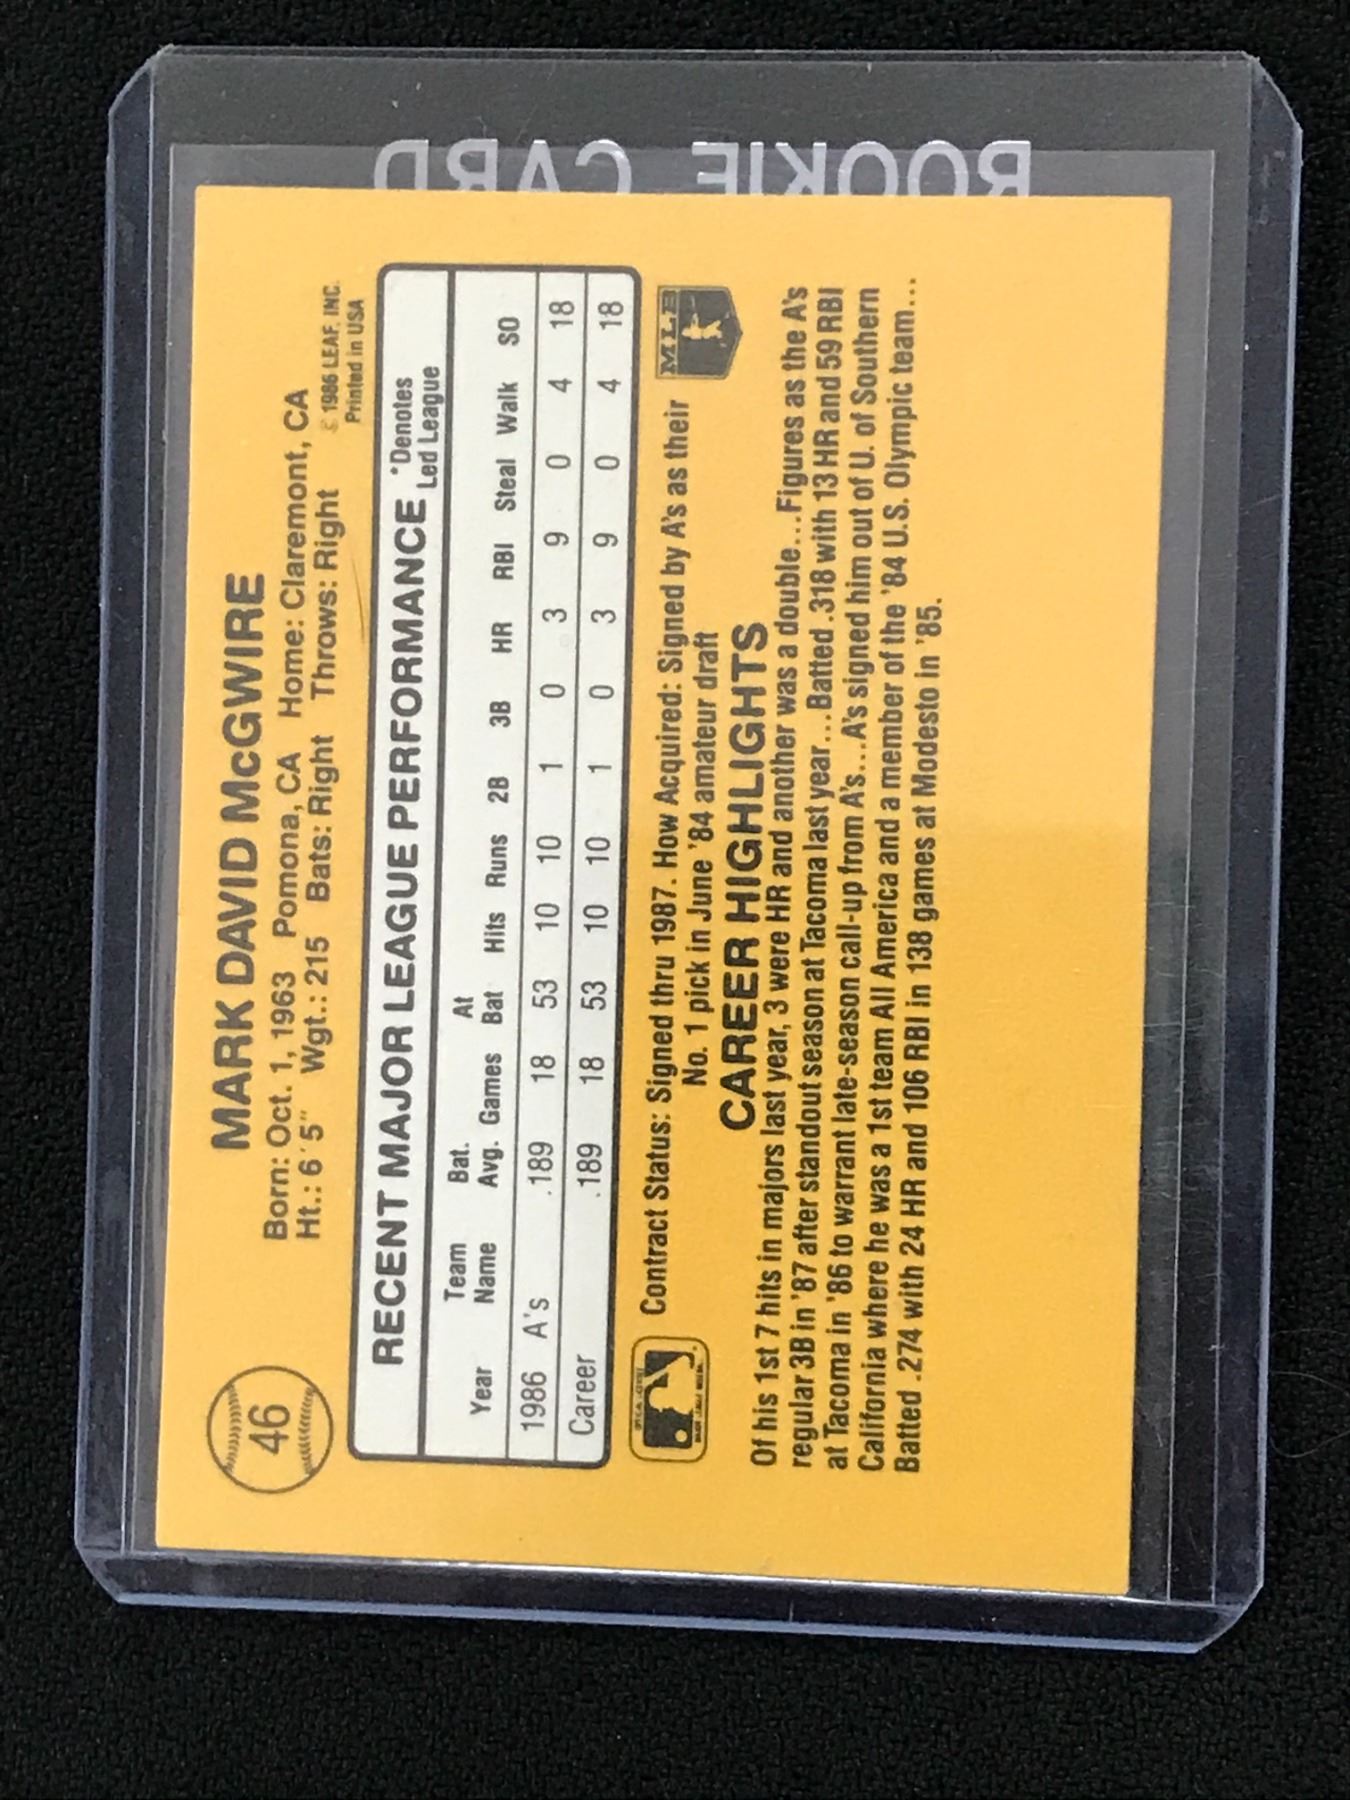 ROOKIE CARD
46
MARK DAVID McGWIRE
Born: Oct. 1, 1963 Pomona, CA Home: Claremont, CA
Ht.: 6´5˝ Wgt.: 215 Bats: Right Throws: Right
© 1986 LEAF, INC.
Printed in USA
RECENT MAJOR LEAGUE PERFORMANCE *Denotes
Led League
Year Team Name Bat. Avg. Games At Bat Hits Runs 2B 3B HR RBI Steal Walk SO
1986 A's .189 18 53 10 10 1 0 3 9 0 4 18
Career .189 18 53 10 10 1 0 3 9 0 4 18
Contract Status: Signed thru 1987. How Acquired: Signed by A's as their
No. 1 pick in June '84 amateur draft
MLB
CAREER HIGHLIGHTS
Of his 1st 7 hits in majors last year, 3 were HR and another was a double...Figures as the A's
regular 3B in '87 after standout season at Tacoma last year...Batted .318 with 13 HR and 59 RBI
at Tacoma in '86 to warrant late-season call-up from A's...A's signed him out of U. of Southern
California where he was a 1st team All America and a member of the '84 U.S. Olympic team...
Batted .274 with 24 HR and 106 RBI in 138 games at Modesto in '85.